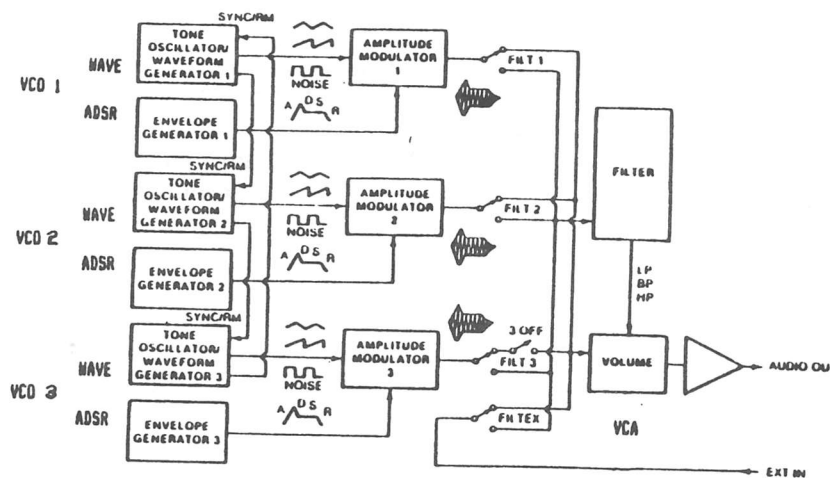 SYNC/RM
TONE
OSCILLATOR/
WAVEFORM
GENERATOR 1
WAVE
VCO 1
ADSR
ENVELOPE
GENERATOR 1
NOISE
A D S R
AMPLITUDE
MODULATOR
1
FILT 1
SYNC/RM
TONE
OSCILLATOR/
WAVEFORM
GENERATOR 2
WAVE
VCO 2
ADSR
ENVELOPE
GENERATOR 2
NOISE
A D S R
AMPLITUDE
MODULATOR
2
FILT 2
FILTER
LP
BP
HP
SYNC/RM
TONE
OSCILLATOR/
WAVEFORM
GENERATOR 3
WAVE
VCO 3
ADSR
ENVELOPE
GENERATOR 3
NOISE
A D S R
AMPLITUDE
MODULATOR
3
3 OFF
FILT 3
FILTEX
VOLUME
VCA
AUDIO OU
EXT IN